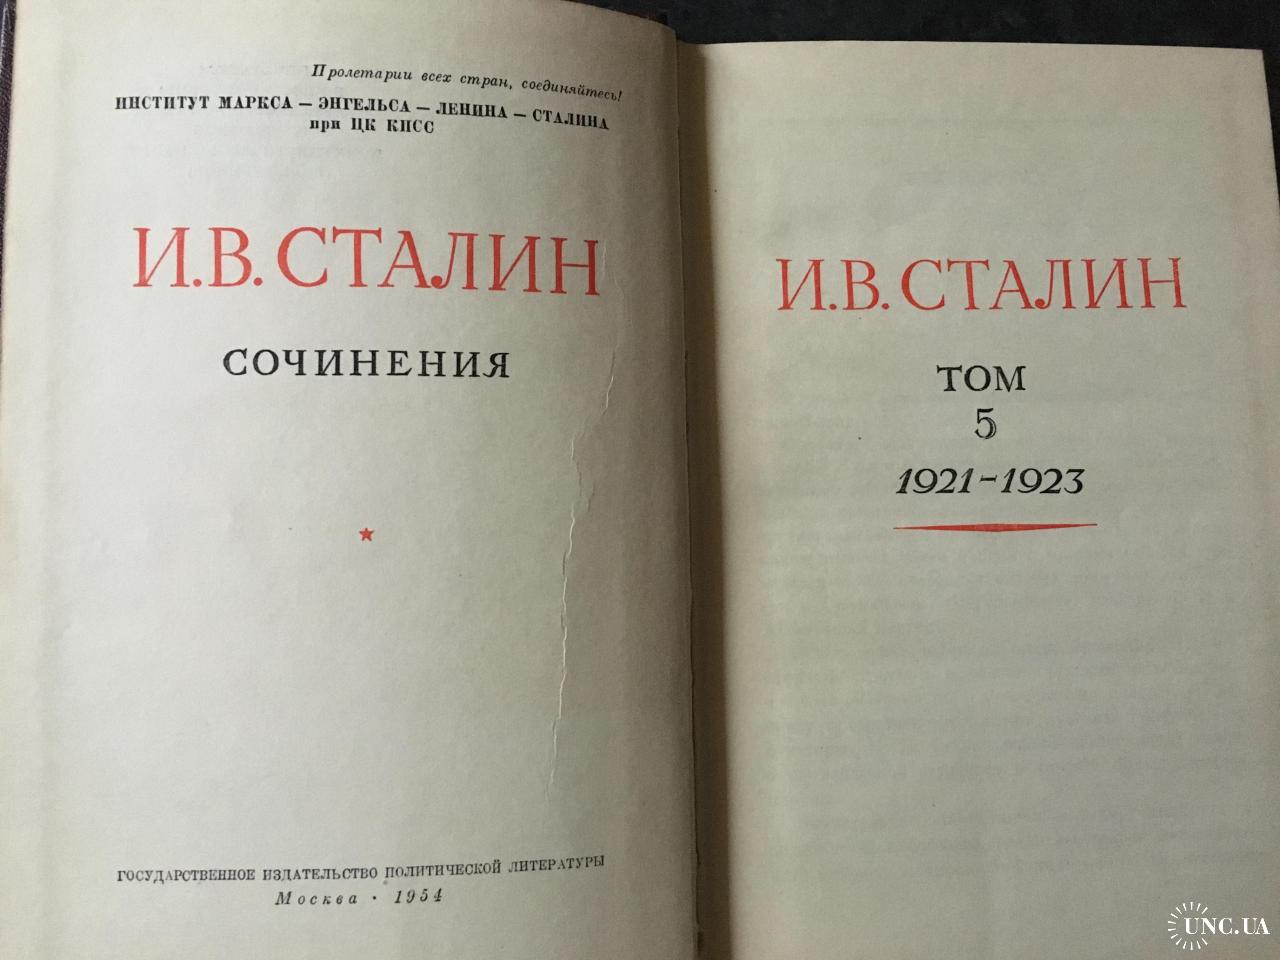 Пролетарии всех стран, соединяйтесь!
ИНСТИТУТ МАРКСА – ЭНГЕЛЬСА – ЛЕНИНА – СТАЛИНА
при ЦК КПСС
И.В. СТАЛИН
СОЧИНЕНИЯ
ГОСУДАРСТВЕННОЕ ИЗДАТЕЛЬСТВО ПОЛИТИЧЕСКОЙ ЛИТЕРАТУРЫ
Москва · 1954
И.В. СТАЛИН
ТОМ
5
1921-1923
UNC.UA